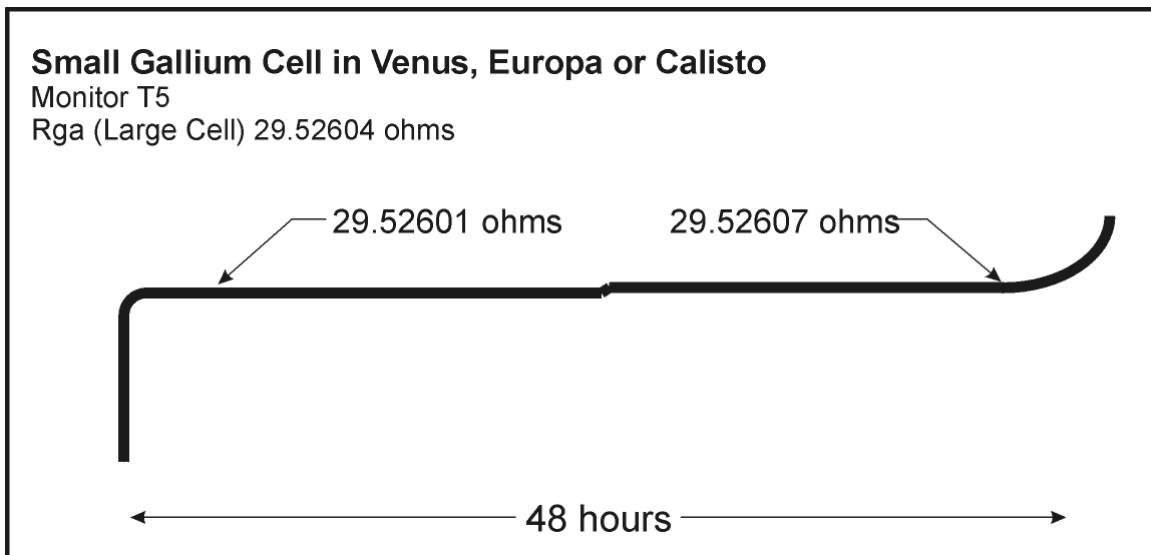 Small Gallium Cell in Venus, Europa or Calisto
Monitor T5
Rga (Large Cell) 29.52604 ohms
29.52601 ohms
29.52607 ohms
48 hours